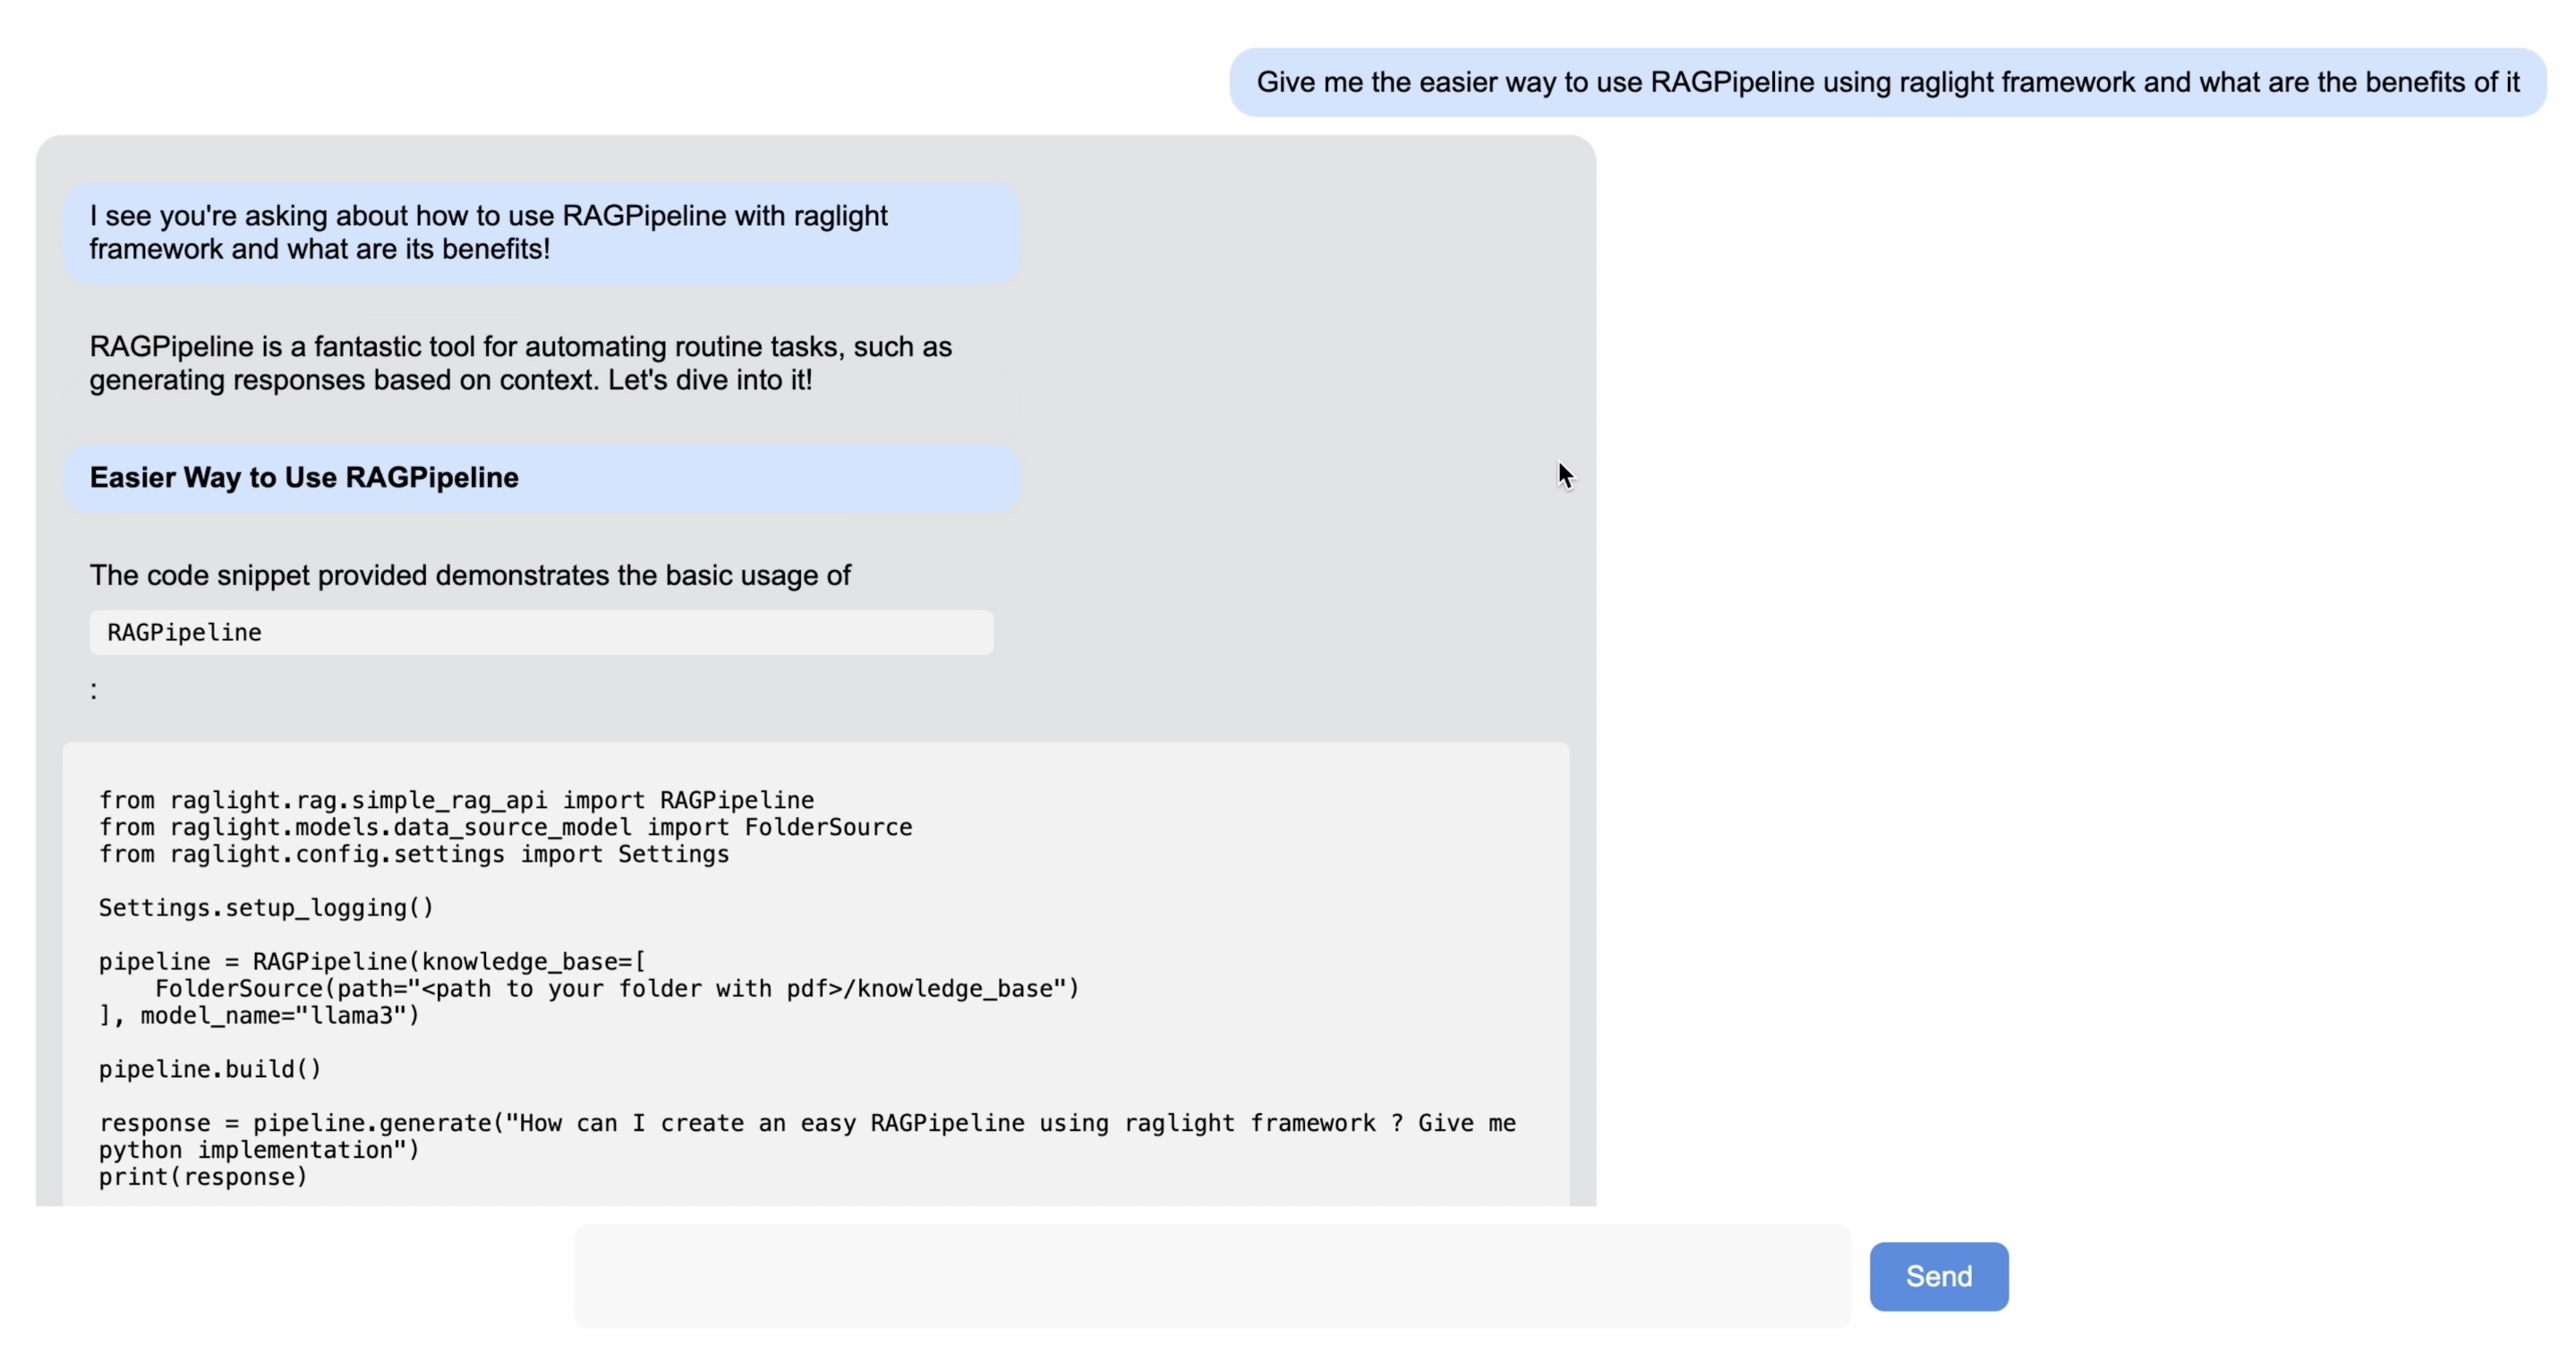 Give me the easier way to use RAGPipeline using raglight framework and what are the benefits of it
I see you're asking about how to use RAGPipeline with raglight
framework and what are its benefits!
RAGPipeline is a fantastic tool for automating routine tasks, such as
generating responses based on context. Let's dive into it!
Easier Way to Use RAGPipeline
The code snippet provided demonstrates the basic usage of
RAGPipeline
:
from raglight.rag.simple_rag_api import RAGPipeline
from raglight.models.data_source_model import FolderSource
from raglight.config.settings import Settings
Settings.setup_logging()
pipeline = RAGPipeline(knowledge_base=[
    FolderSource(path="<path to your folder with pdf>/knowledge_base")
], model_name="llama3")
pipeline.build()
response = pipeline.generate("How can I create an easy RAGPipeline using raglight framework ? Give me
python implementation")
print(response)
Send